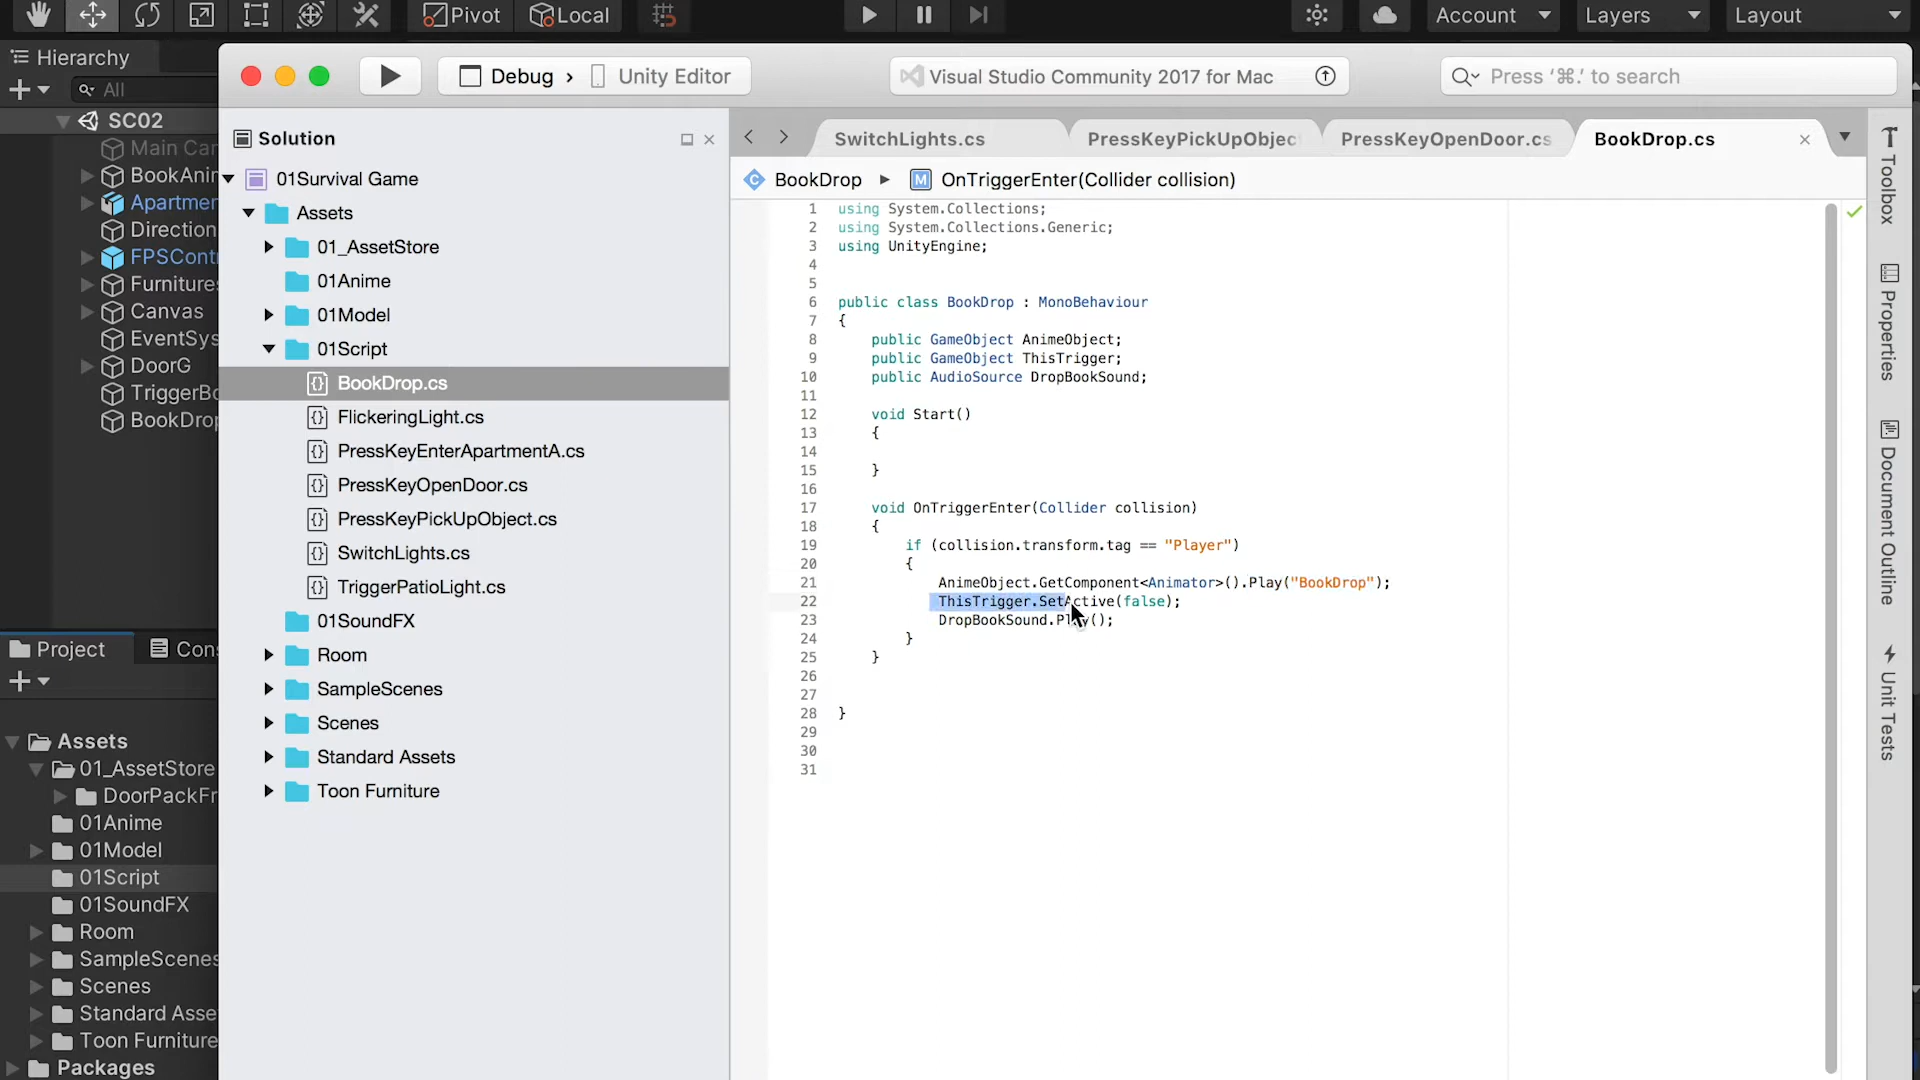 Pivot
Local
Account
Layers
Layout
Hierarchy
All
SC02
Main Car
BookAnir
Apartmer
Direction
FPSContr
Furnitures
Canvas
EventSys
DoorG
TriggerBo
BookDrop
Project
Cons
Assets
01_AssetStore
DoorPackFr
01Anime
01Model
01Script
01SoundFX
Room
SampleScenes
Scenes
Standard Asse
Toon Furniture
Packages
Debug › Unity Editor
Visual Studio Community 2017 for Mac
Press '⌘.' to search
Solution
01Survival Game
Assets
01_AssetStore
01Anime
01Model
01Script
BookDrop.cs
FlickeringLight.cs
PressKeyEnterApartmentA.cs
PressKeyOpenDoor.cs
PressKeyPickUpObject.cs
SwitchLights.cs
TriggerPatioLight.cs
01SoundFX
Room
SampleScenes
Scenes
Standard Assets
Toon Furniture
SwitchLights.cs
PressKeyPickUpObjec
PressKeyOpenDoor.cs
BookDrop.cs
BookDrop ▸ M OnTriggerEnter(Collider collision)
1 using System.Collections;
2 using System.Collections.Generic;
3 using UnityEngine;
4
5
6 public class BookDrop : MonoBehaviour
7 {
8 public GameObject AnimeObject;
9 public GameObject ThisTrigger;
10 public AudioSource DropBookSound;
11
12 void Start()
13 {
14
15 }
16
17 void OnTriggerEnter(Collider collision)
18 {
19 if (collision.transform.tag == "Player")
20 {
21 AnimeObject.GetComponent<Animator>().Play("BookDrop");
22 ThisTrigger.SetActive(false);
23 DropBookSound.Play();
24 }
25 }
26
27
28 }
29
30
31
Toolbox
Properties
Document Outline
Unit Tests